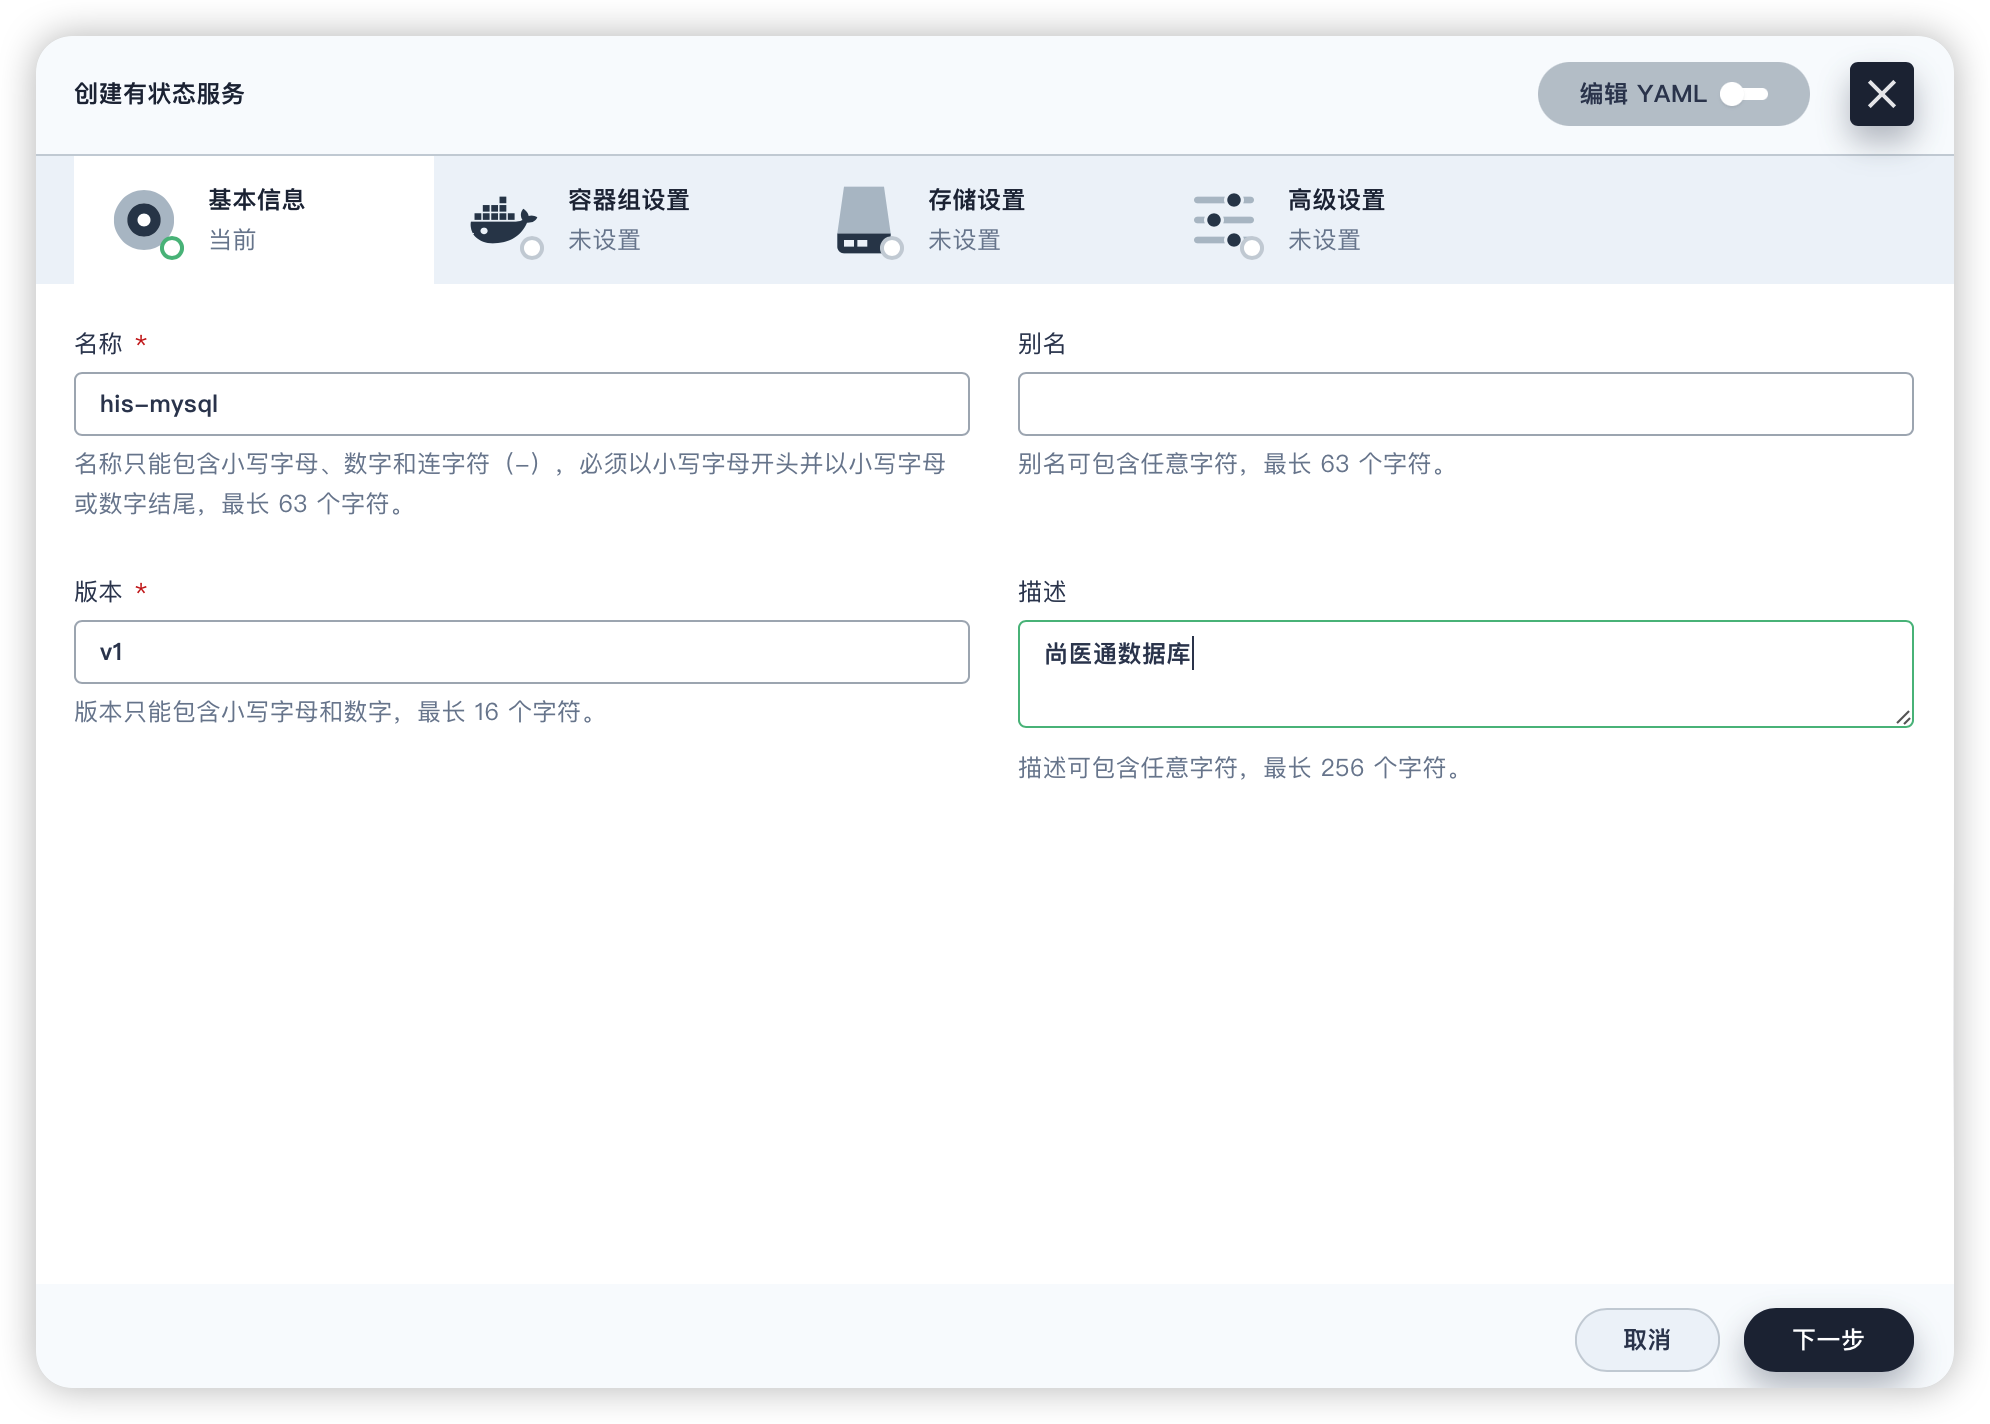 创建有状态服务
编辑 YAML
基本信息
当前
容器组设置
未设置
存储设置
未设置
高级设置
未设置
名称 *
his-mysql
名称只能包含小写字母、数字和连字符（-），必须以小写字母开头并以小写字母
或数字结尾，最长 63 个字符。
别名
别名可包含任意字符，最长 63 个字符。
版本 *
v1
版本只能包含小写字母和数字，最长 16 个字符。
描述
尚医通数据库
描述可包含任意字符，最长 256 个字符。
取消
下一步